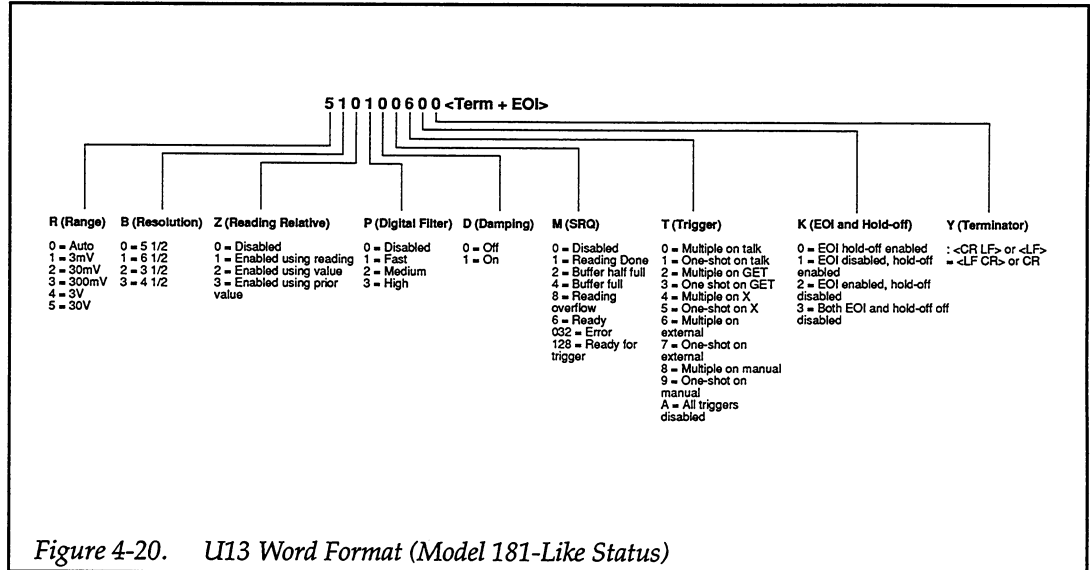 5 1 0 1 0 0 6 0 0 <Term + EOI>
R (Range)
0 = Auto
1 = 3mV
2 = 30mV
3 = 300mV
4 = 3V
5 = 30V
B (Resolution)
0 = 5 1/2
1 = 6 1/2
2 = 3 1/2
3 = 4 1/2
Z (Reading Relative)
0 = Disabled
1 = Enabled using reading
2 = Enabled using value
3 = Enabled using prior
value
P (Digital Filter)
0 = Disabled
1 = Fast
2 = Medium
3 = High
D (Damping)
0 = Off
1 = On
M (SRQ)
0 = Disabled
1 = Reading Done
2 = Buffer half full
4 = Buffer full
8 = Reading
overflow
6 = Ready
032 = Error
128 = Ready for
trigger
T (Trigger)
0 = Multiple on talk
1 = One-shot on talk
2 = Multiple on GET
3 = One shot on GET
4 = Multiple on X
5 = One-shot on X
6 = Multiple on
external
7 = One-shot on
external
8 = Multiple on manual
9 = One-shot on
manual
A = All triggers
disabled
K (EOI and Hold-off)
0 = EOI hold-off enabled
1 = EOI disabled, hold-off
enabled
2 = EOI enabled, hold-off
disabled
3 = Both EOI and hold-off off
disabled
Y (Terminator)
: <CR LF> or <LF>
= <LF CR> or CR
Figure 4-20. U13 Word Format (Model 181-Like Status)